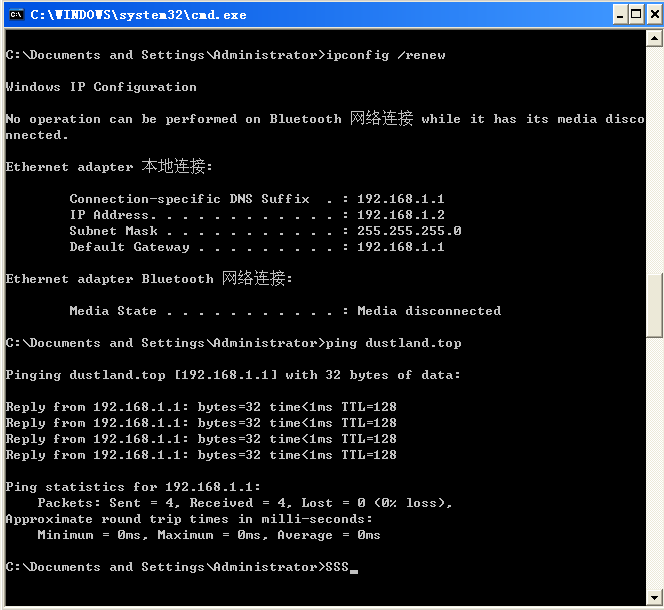 C:\WINDOWS\system32\cmd.exe
C:\Documents and Settings\Administrator>ipconfig /renew
Windows IP Configuration
No operation can be performed on Bluetooth 网络连接 while it has its media disco
nnected.
Ethernet adapter 本地连接:
Connection-specific DNS Suffix  . : 192.168.1.1
IP Address. . . . . . . . . . . . : 192.168.1.2
Subnet Mask . . . . . . . . . . . : 255.255.255.0
Default Gateway . . . . . . . . . : 192.168.1.1
Ethernet adapter Bluetooth 网络连接:
Media State . . . . . . . . . . . : Media disconnected
C:\Documents and Settings\Administrator>ping dustland.top
Pinging dustland.top [192.168.1.1] with 32 bytes of data:
Reply from 192.168.1.1: bytes=32 time<1ms TTL=128
Reply from 192.168.1.1: bytes=32 time<1ms TTL=128
Reply from 192.168.1.1: bytes=32 time<1ms TTL=128
Reply from 192.168.1.1: bytes=32 time<1ms TTL=128
Ping statistics for 192.168.1.1:
Packets: Sent = 4, Received = 4, Lost = 0 (0% loss),
Approximate round trip times in milli-seconds:
Minimum = 0ms, Maximum = 0ms, Average = 0ms
C:\Documents and Settings\Administrator>SSS_